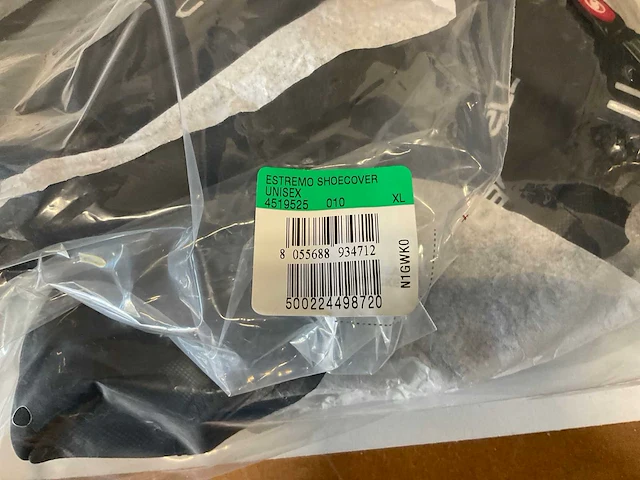 ESTREMO SHOECOVER
UNISEX
4519525 010 XL
8 055688 934712
500224498720
N1GWK0